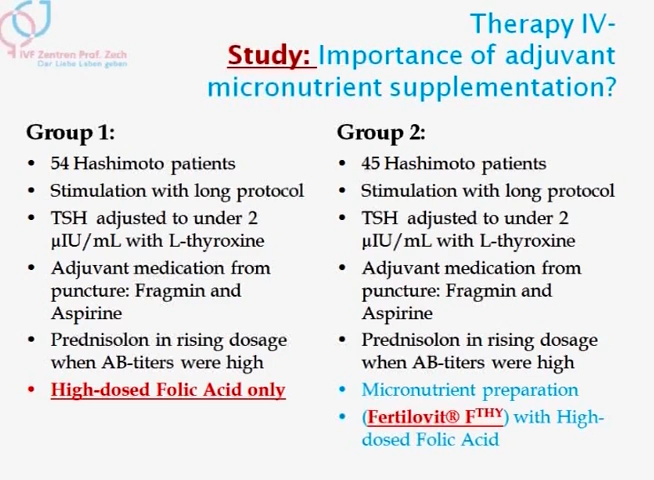 IVF Zentren Prof. Zech
Der Liebe Leben geben
Therapy IV-
Study: Importance of adjuvant
micronutrient supplementation?
Group 1:
• 54 Hashimoto patients
• Stimulation with long protocol
• TSH adjusted to under 2
µIU/mL with L-thyroxine
• Adjuvant medication from
puncture: Fragmin and
Aspirine
• Prednisolon in rising dosage
when AB-titers were high
• High-dosed Folic Acid only
Group 2:
• 45 Hashimoto patients
• Stimulation with long protocol
• TSH adjusted to under 2
µIU/mL with L-thyroxine
• Adjuvant medication from
puncture: Fragmin and
Aspirine
• Prednisolon in rising dosage
when AB-titers were high
• Micronutrient preparation
• (Fertilovit® FTHY) with High-
dosed Folic Acid